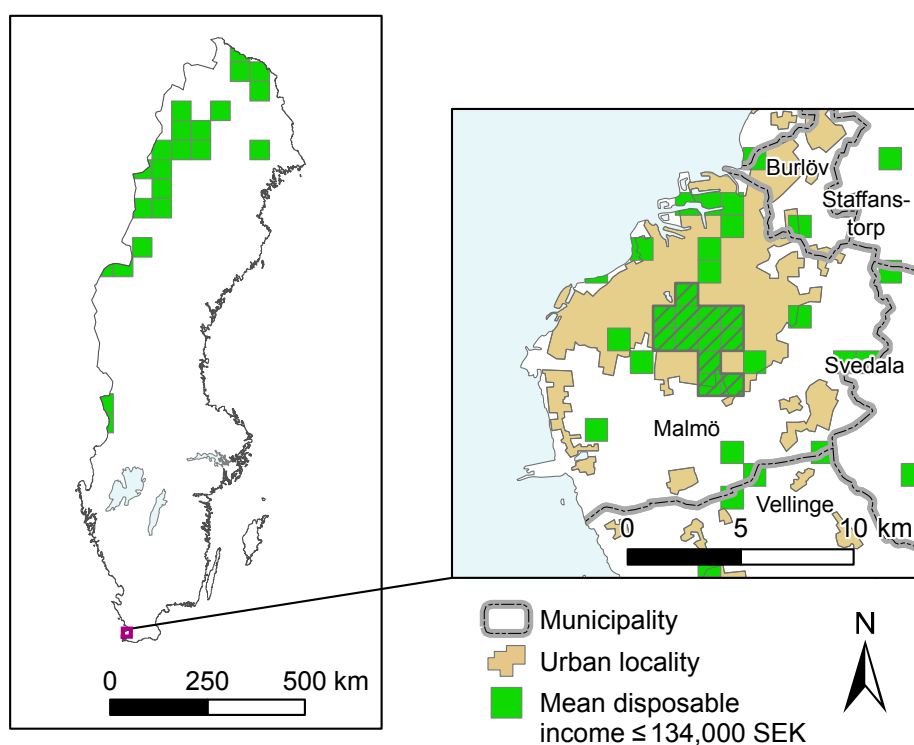 Burlöv
Staffans-
torp
Svedala
Malmö
Vellinge
0 5 10 km
0 250 500 km
Municipality
Urban locality
Mean disposable
income ≤ 134,000 SEK
N